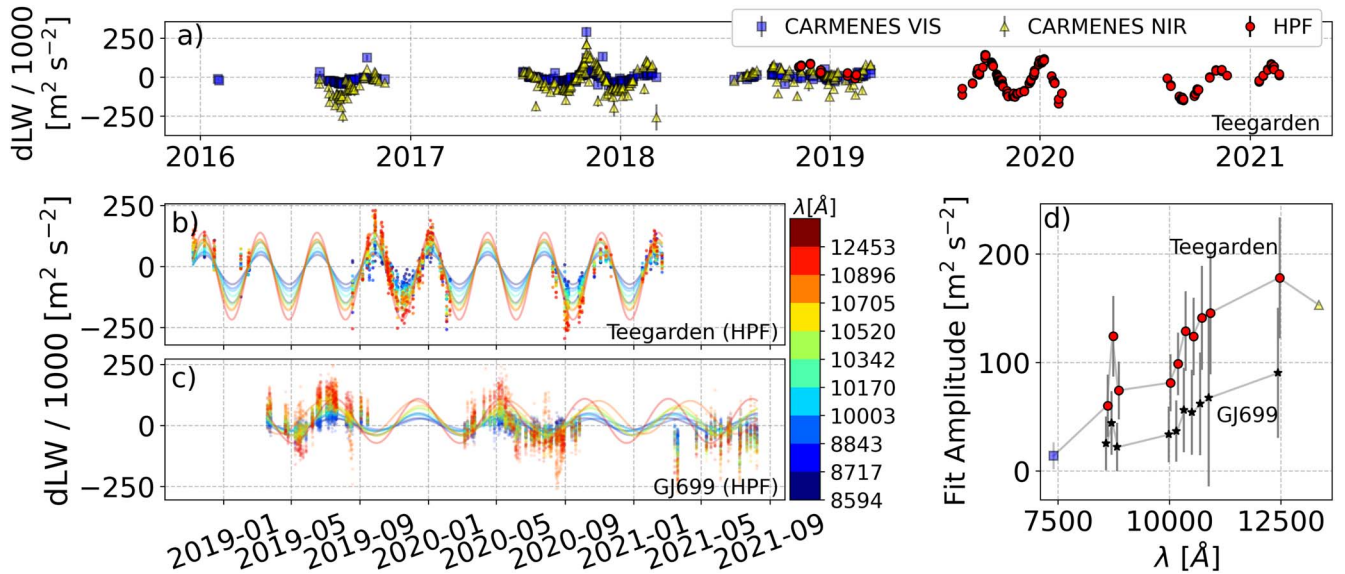 a)
CARMENES VIS
CARMENES NIR
HPF
dLW / 1000
[m² s⁻²]
250
0
−250
Teegarden
2016
2017
2018
2019
2020
2021
b)
250
0
−250
Teegarden (HPF)
dLW / 1000 [m² s⁻²]
c)
250
0
−250
GJ699 (HPF)
2019-01
2019-05
2019-09
2020-01
2020-05
2020-09
2021-01
2021-05
2021-09
λ[Å]
12453
10896
10705
10520
10342
10170
10003
8843
8717
8594
d)
Fit Amplitude [m² s⁻²]
200
100
0
Teegarden
GJ699
7500
10000
12500
λ [Å]